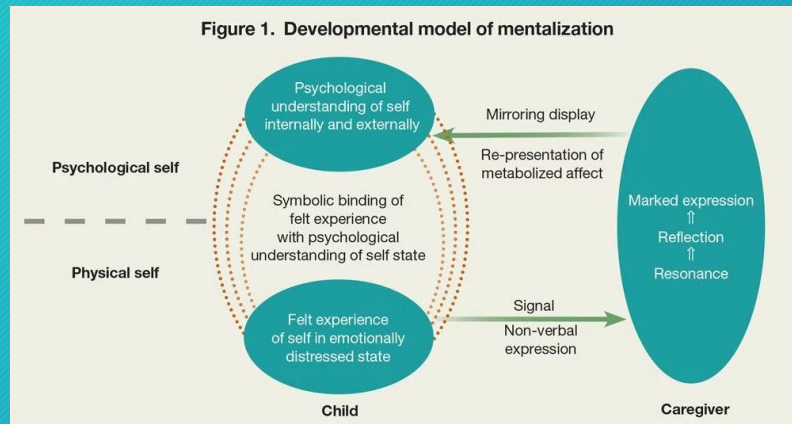 Figure 1. Developmental model of mentalization
Psychological
understanding of self
internally and externally
Mirroring display
Re-presentation of
metabolized affect
Psychological self
Symbolic binding of
felt experience
with psychological
understanding of self state
Marked expression
⇑
Reflection
⇑
Resonance
Physical self
Felt experience
of self in emotionally
distressed state
Signal
Non-verbal
expression
Child
Caregiver